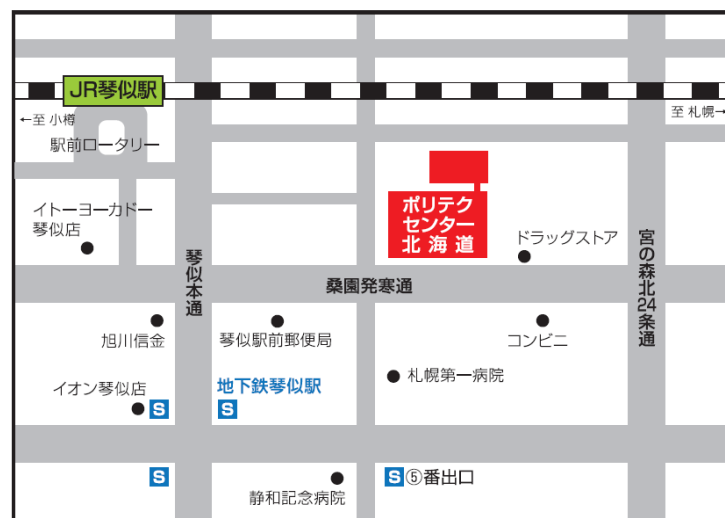 JR琴似駅
←至 小樽
至 札幌→
駅前ロータリー
イトーヨーカドー
琴似店
ポリテク
センター
北海道
ドラッグストア
琴似本通
桑園発寒通
宮の森北24条通
旭川信金
琴似駅前郵便局
コンビニ
イオン琴似店
S
地下鉄琴似駅
S
札幌第一病院
S
静和記念病院
S ⑤番出口